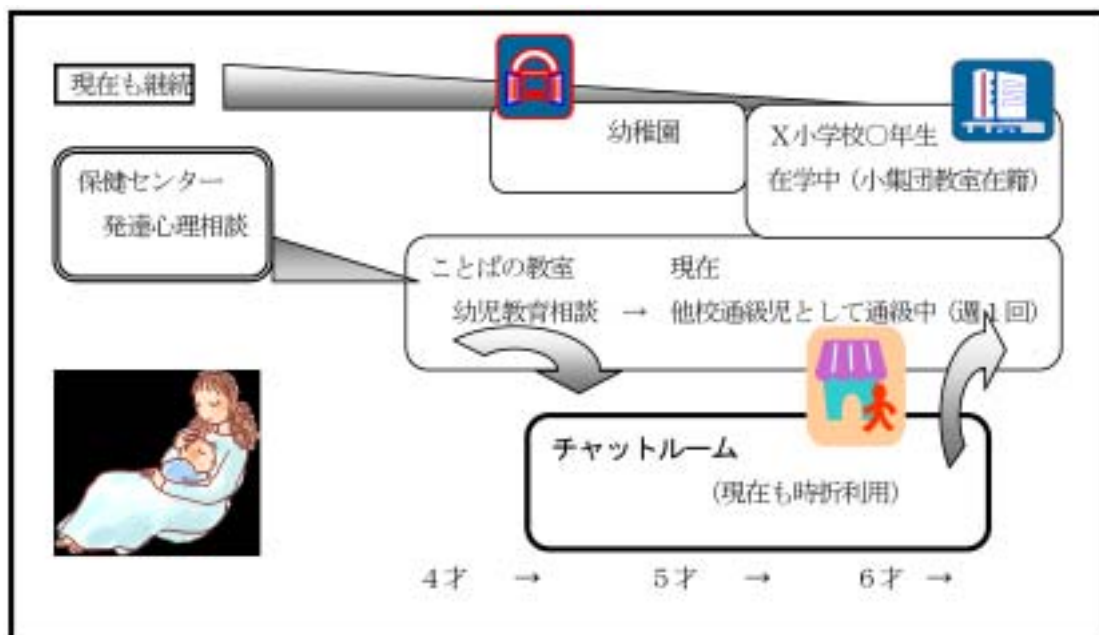 現在も継続
幼稚園
X小学校○年生
在学中（小集団教室在籍）
保健センター
発達心理相談
ことばの教室　現在
幼児教育相談　→　他校通級児として通級中（週１回）
チャットルーム
（現在も時折利用）
４才　→　５才　→　６才　→